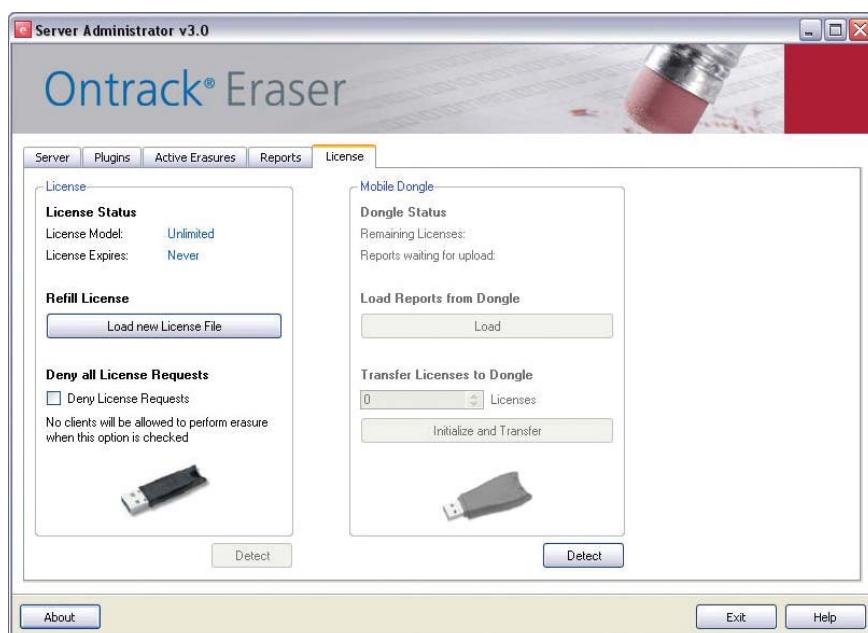 Server Administrator v3.0
Ontrack® Eraser
Server Plugins Active Erasures Reports License
License
License Status
License Model: Unlimited
License Expires: Never
Refill License
Load new License File
Deny all License Requests
Deny License Requests
No clients will be allowed to perform erasure
when this option is checked
Detect
Mobile Dongle
Dongle Status
Remaining Licenses:
Reports waiting for upload:
Load Reports from Dongle
Load
Transfer Licenses to Dongle
0 Licenses
Initialize and Transfer
Detect
About Exit Help